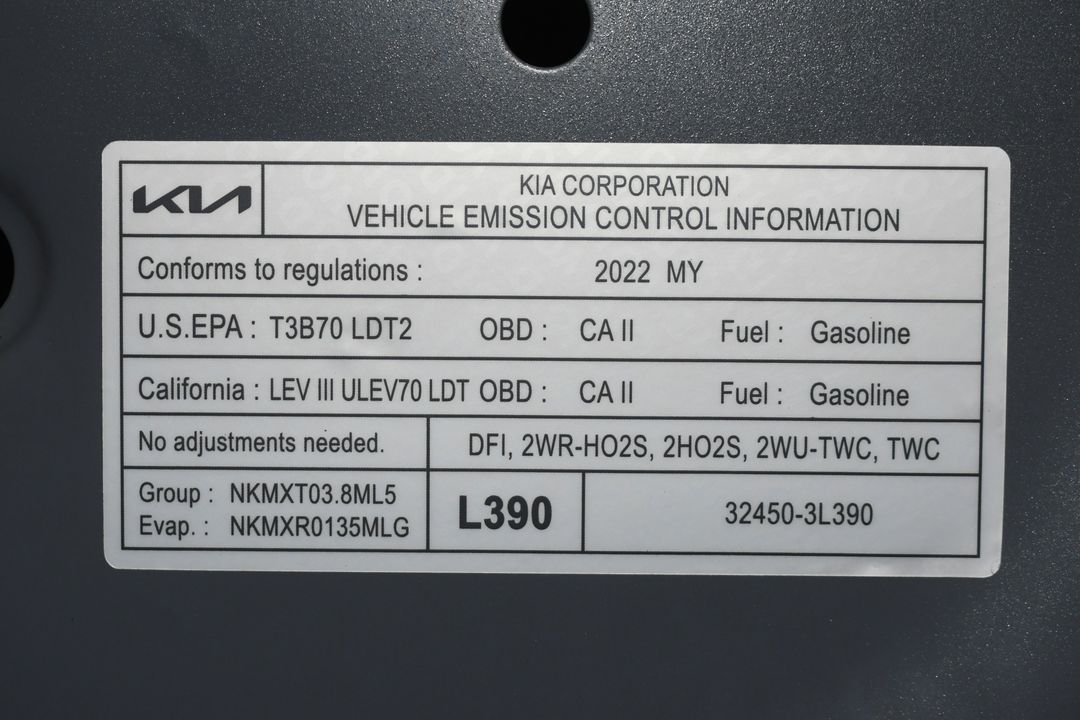 KIA KIA CORPORATION
VEHICLE EMISSION CONTROL INFORMATION
Conforms to regulations : 2022 MY
U.S.EPA : T3B70 LDT2 OBD : CA II Fuel : Gasoline
California : LEV III ULEV70 LDT OBD : CA II Fuel : Gasoline
No adjustments needed. DFI, 2WR-HO2S, 2HO2S, 2WU-TWC, TWC
Group : NKMXT03.8ML5
Evap. : NKMXR0135MLG
L390
32450-3L390